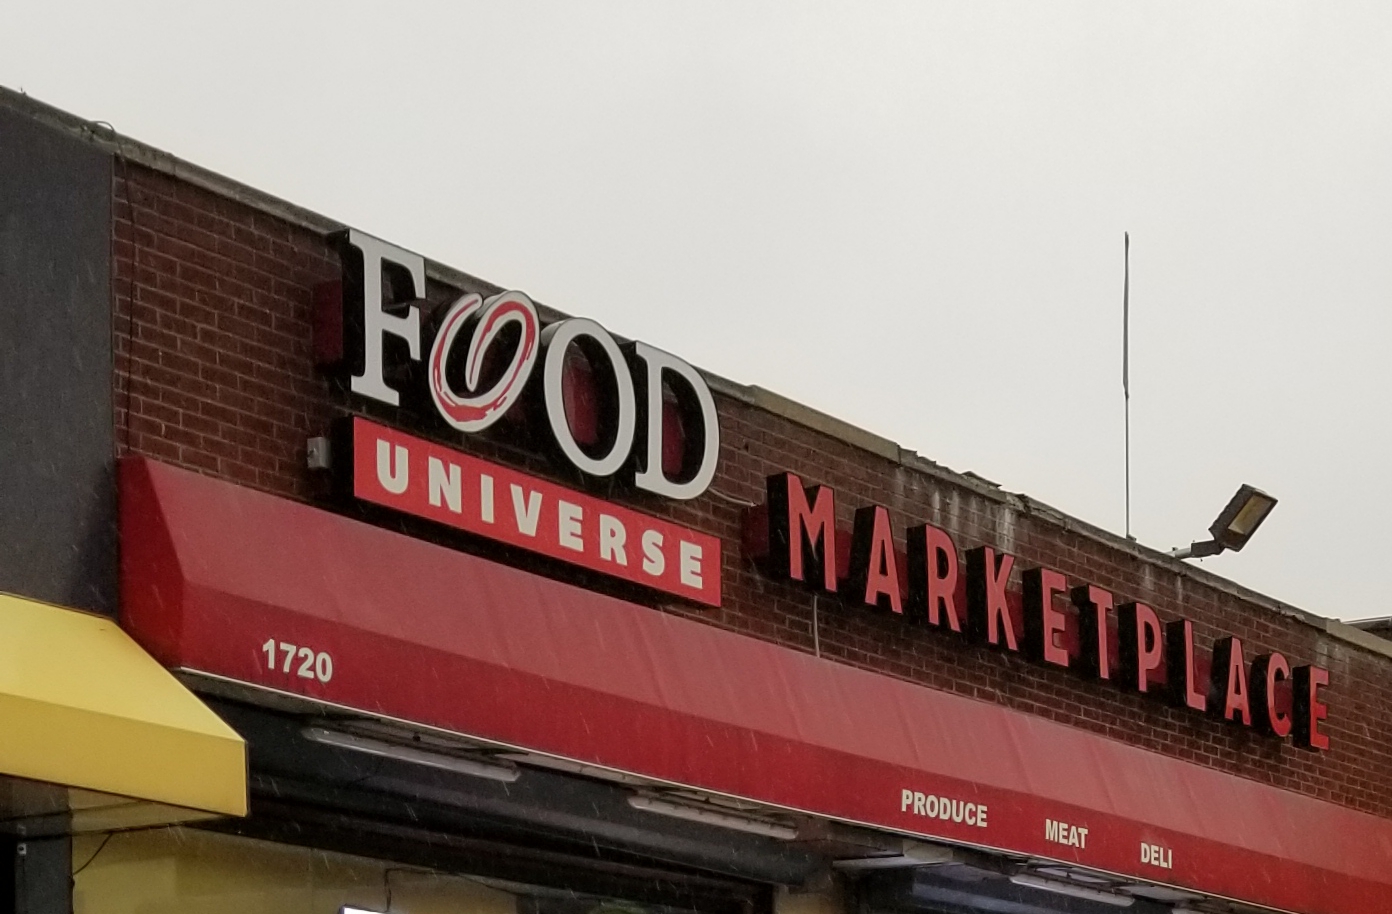 FOOD
UNIVERSE
MARKETPLACE
1720
PRODUCE MEAT DELI